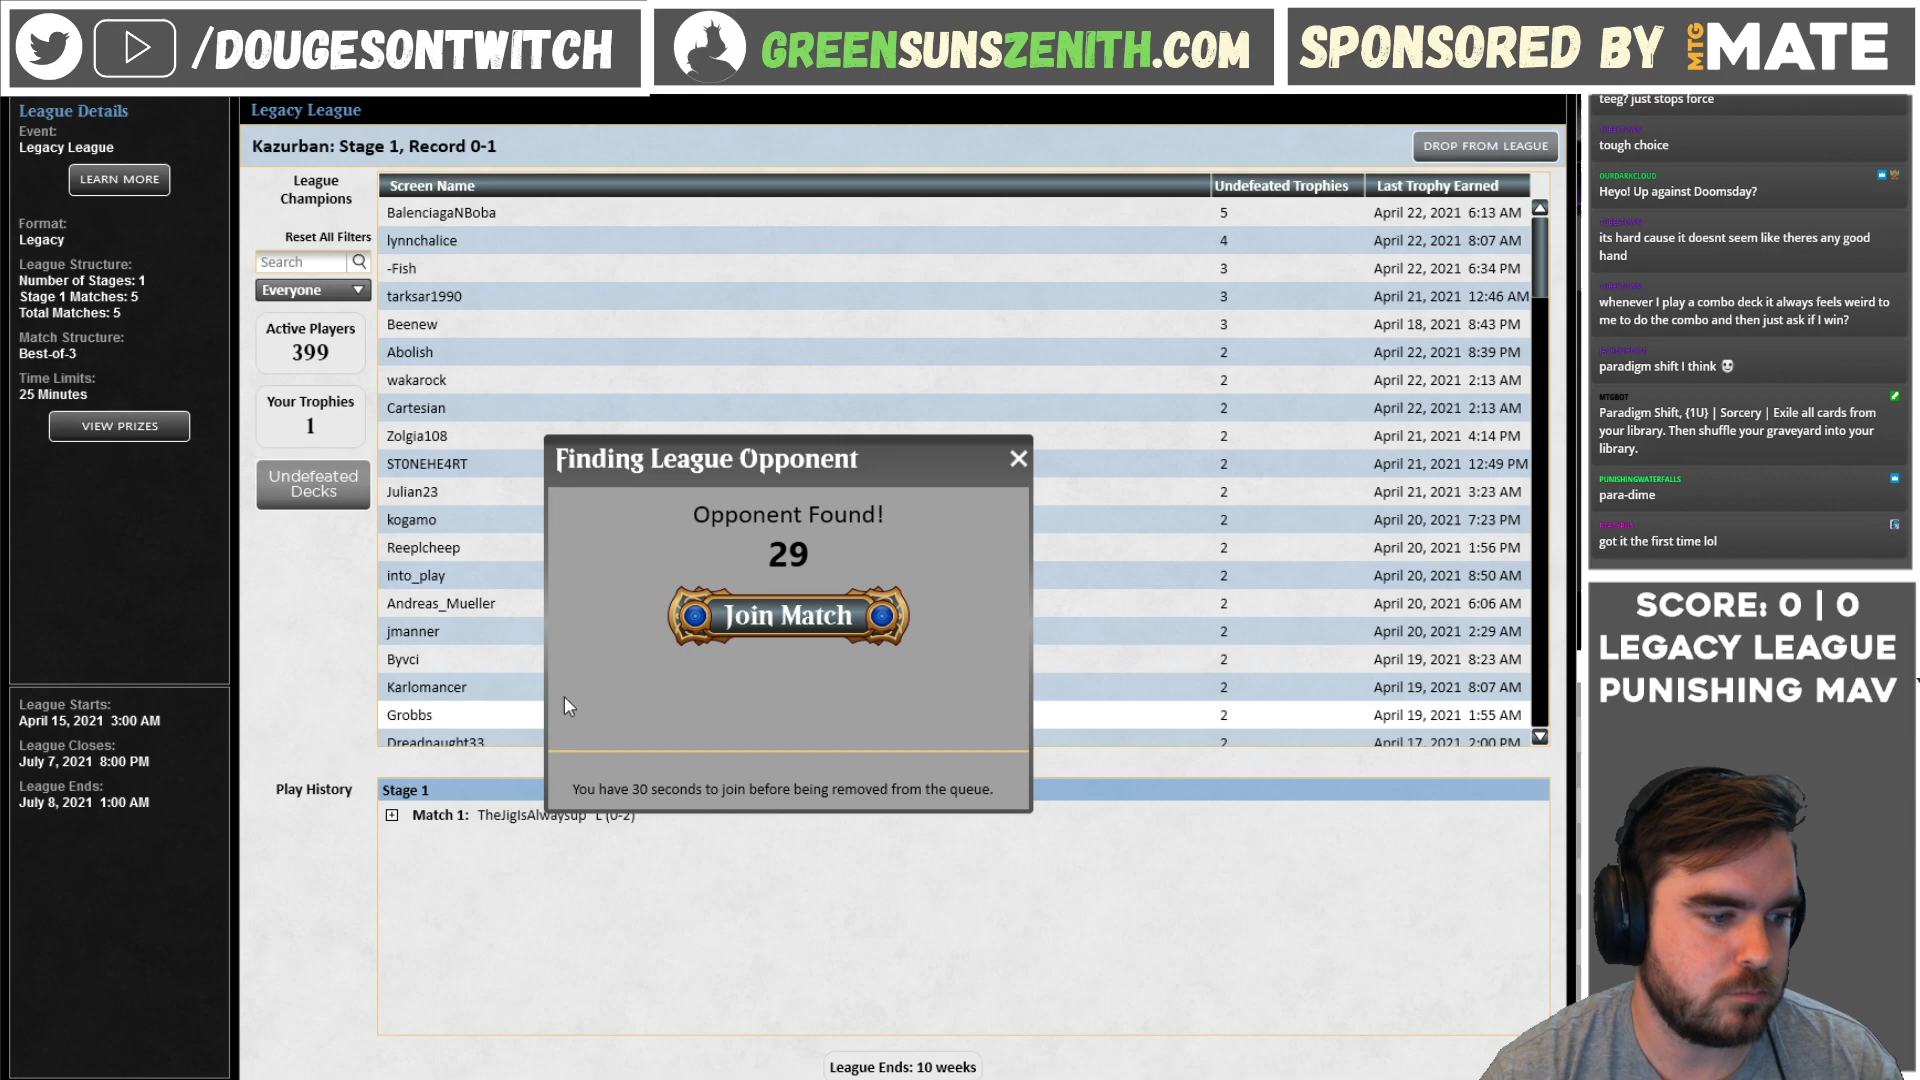 /DOUGESONTWITCH
GREENSUNSZENITH.COM
SPONSORED BY MTG MATE
League Details
Event:
Legacy League
LEARN MORE
Format:
Legacy
League Structure:
Number of Stages: 1
Stage 1 Matches: 5
Total Matches: 5
Match Structure:
Best-of-3
Time Limits:
25 Minutes
VIEW PRIZES
League Starts:
April 15, 2021 3:00 AM
League Closes:
July 7, 2021 8:00 PM
League Ends:
July 8, 2021 1:00 AM
Legacy League
Kazurban: Stage 1, Record 0-1
DROP FROM LEAGUE
League
Champions
Reset All Filters
Search
Everyone
Active Players
399
Your Trophies
1
Undefeated
Decks
Screen Name Undefeated Trophies Last Trophy Earned
BalenciagaNBoba 5 April 22, 2021 6:13 AM
lynnchalice 4 April 22, 2021 8:07 AM
-Fish 3 April 22, 2021 6:34 PM
tarksar1990 3 April 21, 2021 12:46 AM
Beenew 3 April 18, 2021 8:43 PM
Abolish 2 April 22, 2021 8:39 PM
wakarock 2 April 22, 2021 2:13 AM
Cartesian 2 April 22, 2021 2:13 AM
Zolgia108 2 April 21, 2021 4:14 PM
ST0NEHE4RT 2 April 21, 2021 12:49 PM
Julian23 2 April 21, 2021 3:23 AM
kogamo 2 April 20, 2021 7:23 PM
Reeplcheep 2 April 20, 2021 1:56 PM
into_play 2 April 20, 2021 8:50 AM
Andreas_Mueller 2 April 20, 2021 6:06 AM
jmanner 2 April 20, 2021 2:29 AM
Byvci 2 April 19, 2021 8:23 AM
Karlomancer 2 April 19, 2021 8:07 AM
Grobbs 2 April 19, 2021 1:55 AM
Dreadnaught33 2 April 17, 2021 2:00 PM
Finding League Opponent
Opponent Found!
29
Join Match
You have 30 seconds to join before being removed from the queue.
Play History
Stage 1
Match 1: TheJigIsAlwaysup L (0-2)
League Ends: 10 weeks
teeg? just stops force
tough choice
OURDARKCLOUD
Heyo! Up against Doomsday?
its hard cause it doesnt seem like theres any good
hand
whenever I play a combo deck it always feels weird to
me to do the combo and then just ask if I win?
paradigm shift I think
MTGBOT
Paradigm Shift, {1U} | Sorcery | Exile all cards from
your library. Then shuffle your graveyard into your
library.
PUNISHINGWATERFALLS
para-dime
got it the first time lol
SCORE: 0 | 0
LEGACY LEAGUE
PUNISHING MAV